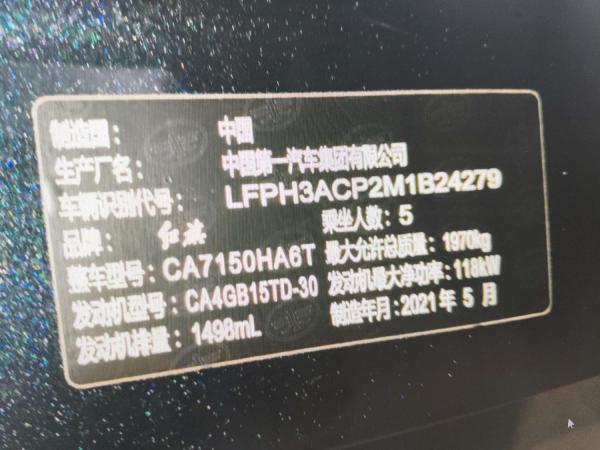 制造国：中国
生产厂名：中国第一汽车集团有限公司
车辆识别代号：LFPH3ACP2M1B24279
品牌：红旗 乘坐人数：5
整车型号：CA7150HA6T 最大允许总质量：1970kg
发动机型号：CA4GB15TD-30 发动机最大净功率：118kW
发动机排量：1498mL 制造年月：2021年5月